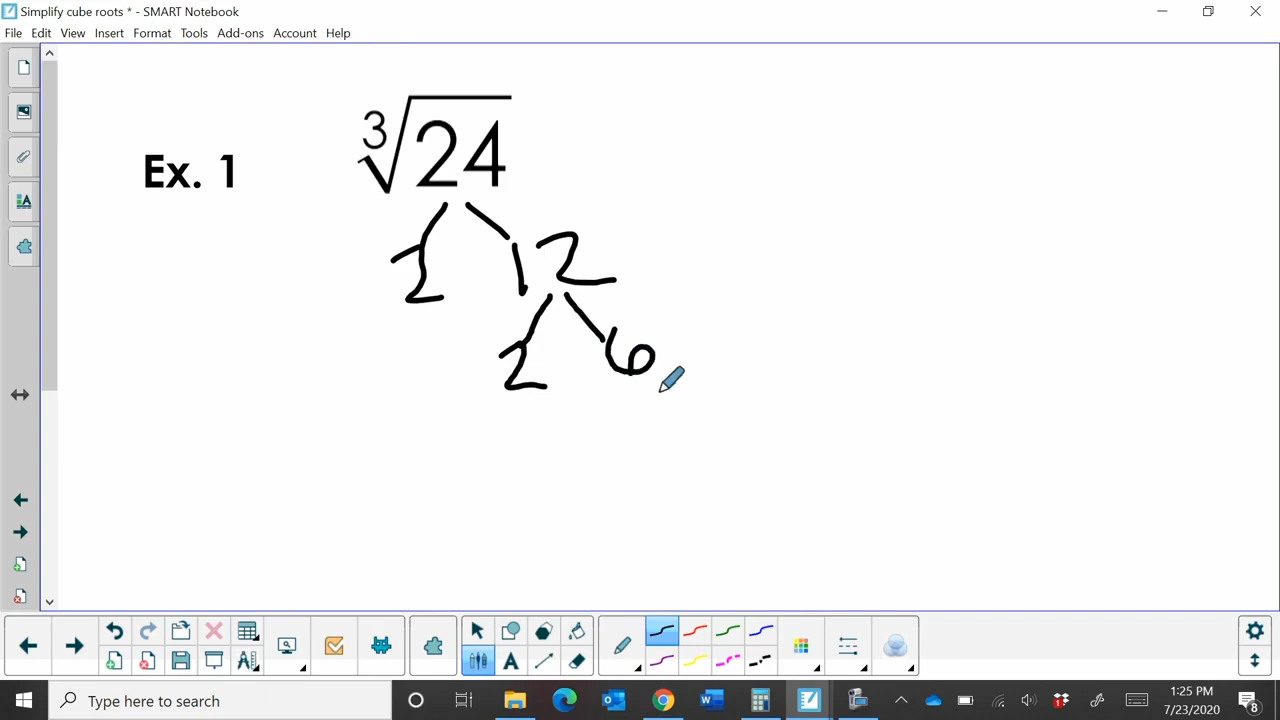 Simplify cube roots * - SMART Notebook
File Edit View Insert Format Tools Add-ons Account Help
Ex. 1 ∛24
2 12
2 6
Type here to search
1:25 PM
7/23/2020
8